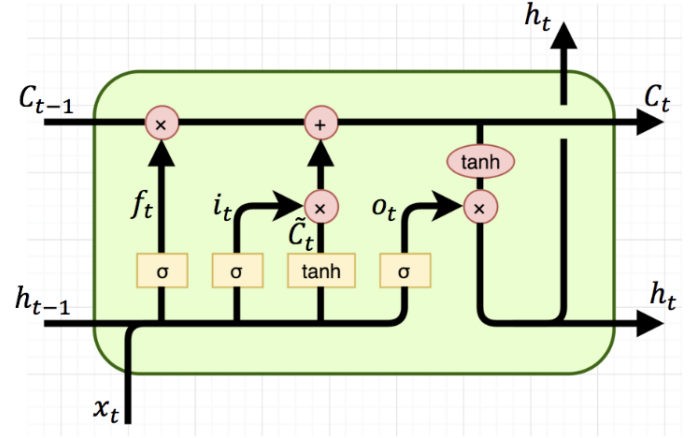 h_t
C_{t-1}
×
+
C_t
tanh
f_t
i_t
×
o_t
×
C̃_t
σ
σ
tanh
σ
h_{t-1}
h_t
x_t